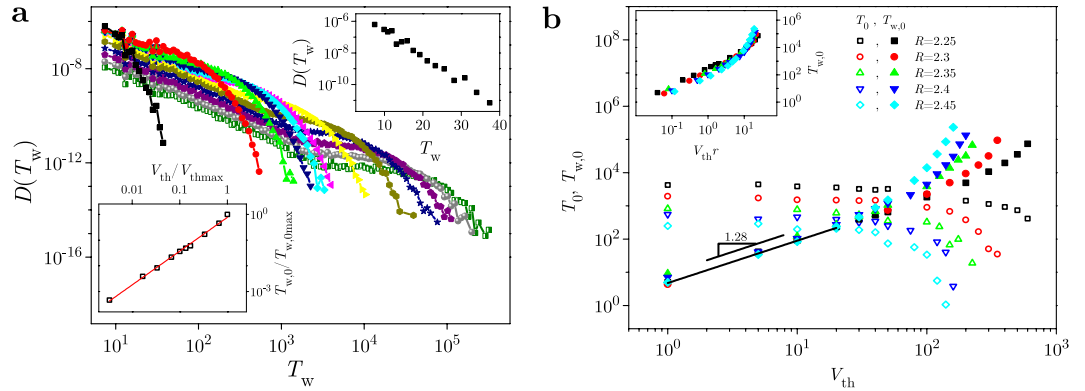 a
D(T_w)
10^-8
10^-12
10^-16
10^1
10^2
10^3
10^4
10^5
T_w
D(T_w)
10^-6
10^-10
10
20
30
40
T_w
V_th/V_thmax
0.01
0.1
1
10^0
10^-3
T_w,0/T_w,0max
b
T_0, T_w,0
10^8
10^6
10^4
10^2
10^0
10^0
10^1
10^2
10^3
V_th
1.28
10^6
10^4
10^2
10^0
T_w,0
10^-1
10^0
10^1
V_th r
T_0 , T_w,0
, R=2.25
, R=2.3
, R=2.35
, R=2.4
, R=2.45